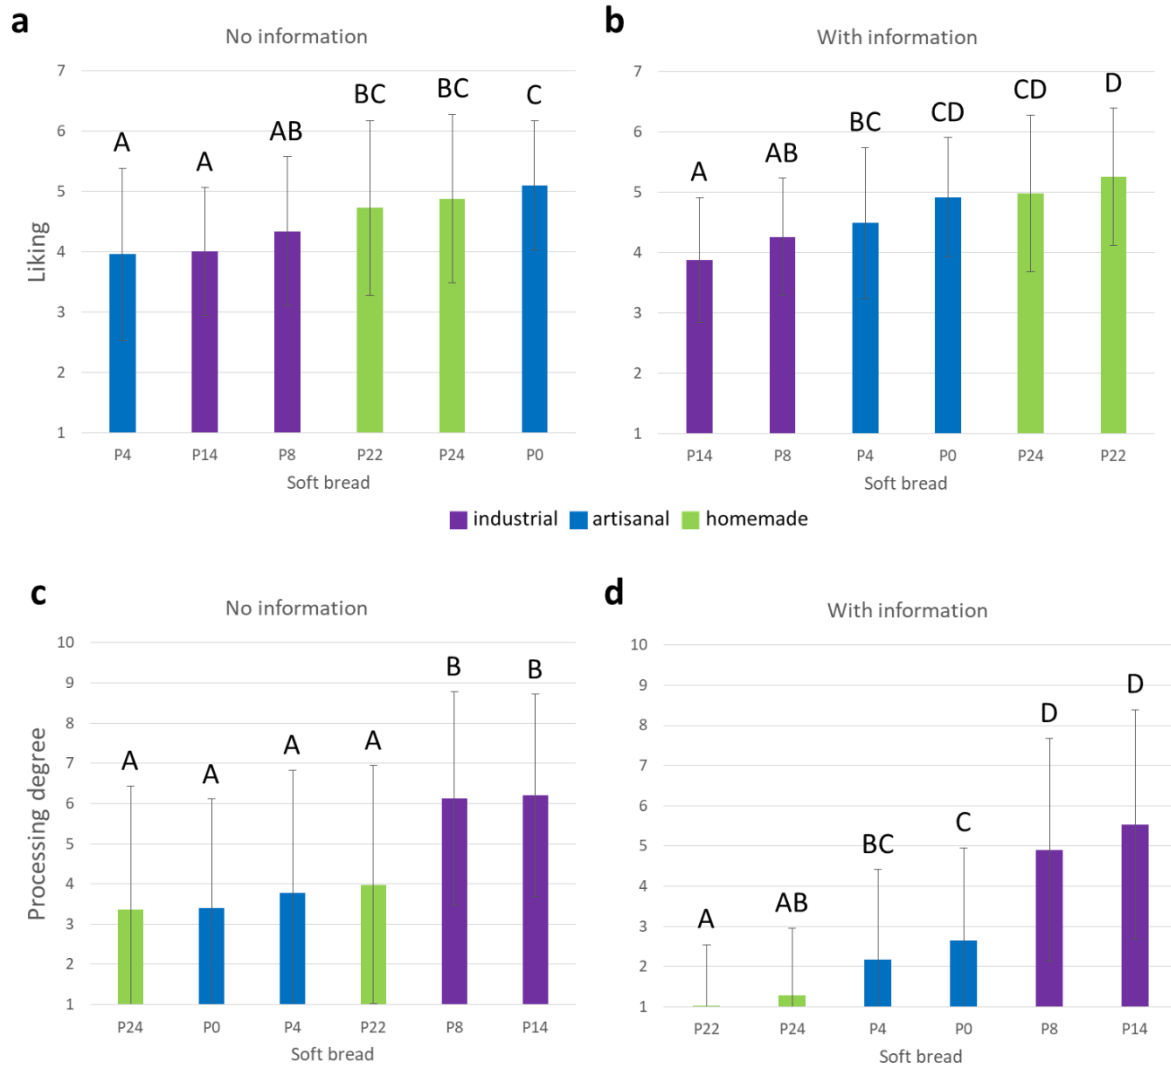 a
No information
7
6
5
4
3
2
1
Liking
A
A
AB
BC
BC
C
P4 P14 P8 P22 P24 P0
Soft bread
b
With information
7
6
5
4
3
2
1
A
AB
BC
CD
CD
D
P14 P8 P4 P0 P24 P22
Soft bread
industrial artisanal homemade
c
No information
10
9
8
7
6
5
4
3
2
1
Processing degree
A
A
A
A
B
B
P24 P0 P4 P22 P8 P14
Soft bread
d
With information
10
9
8
7
6
5
4
3
2
1
A
AB
BC
C
D
D
P22 P24 P4 P0 P8 P14
Soft bread